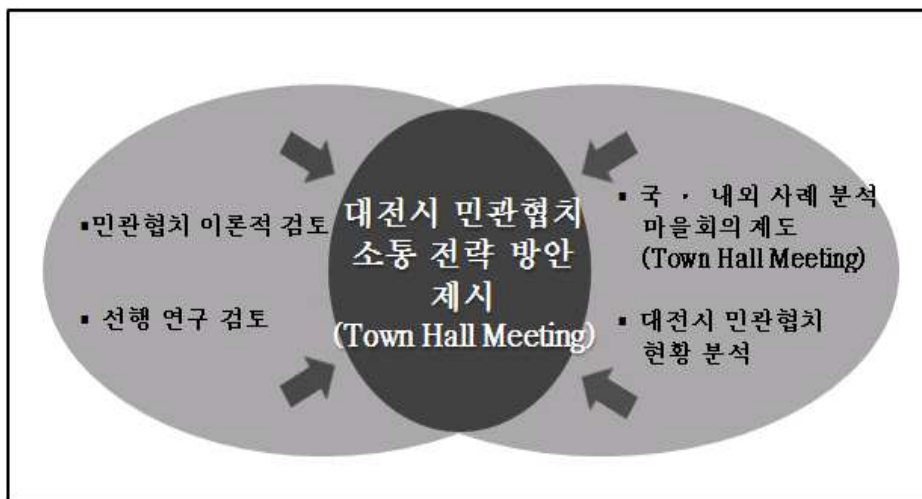 ▪민관협치 이론적 검토
▪ 선행 연구 검토
대전시 민관협치
소통 전략 방안
제시
(Town Hall Meeting)
▪ 국 · 내외 사례 분석
마을회의 제도
(Town Hall Meeting)
▪ 대전시 민관협치
현황 분석